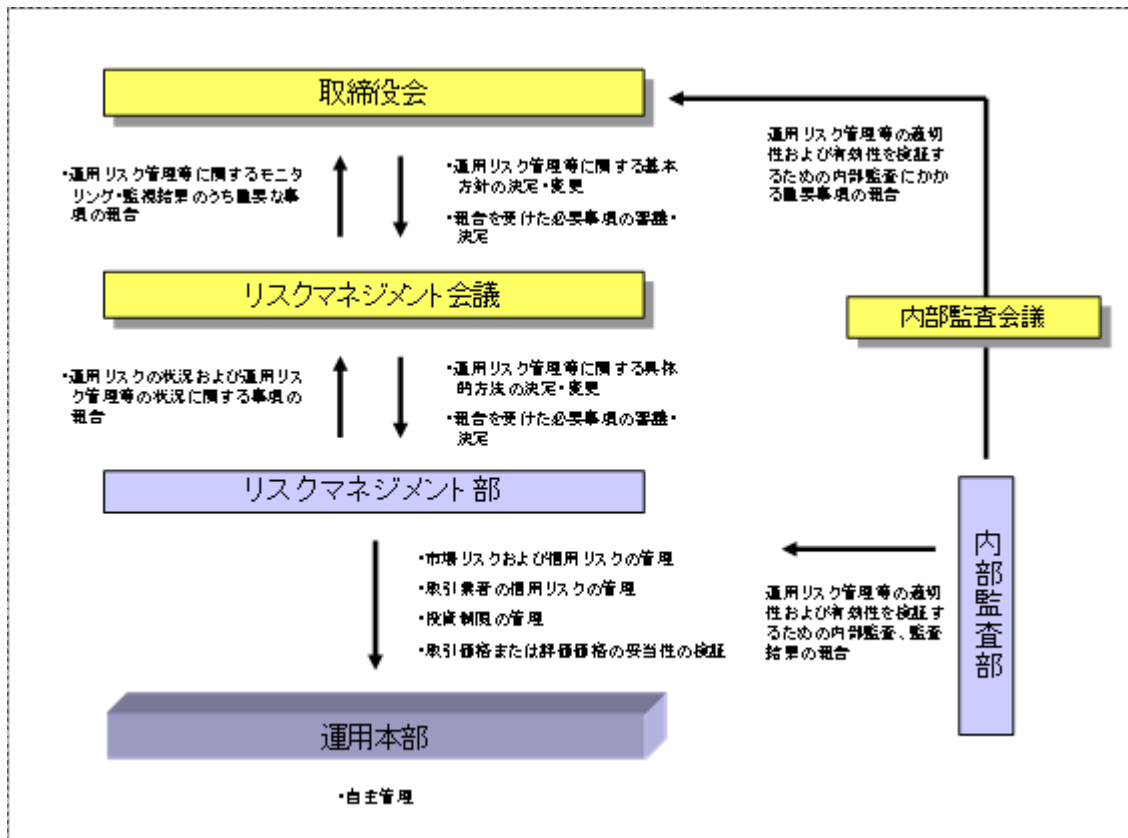 取締役会
・運用リスク管理等に関するモニタ
リング・監視結果のうち重要な事
項の報告
・運用リスク管理等に関する基本
方針の決定・変更
・報告を受けた必要事項の審議・
決定
運用リスク管理等の適切
性および有効性を検証す
るための内部監査にかか
る重要事項の報告
リスクマネジメント会議
内部監査会議
・運用リスクの状況および運用リス
ク管理等の状況に関する事項の
報告
・運用リスク管理等に関する具体
的方法の決定・変更
・報告を受けた必要事項の審議・
決定
リスクマネジメント部
・市場リスクおよび信用リスクの管理
・取引業者の信用リスクの管理
・投資制限の管理
・取引価格または評価価格の妥当性の検証
運用リスク管理等の適切
性および有効性を検証す
るための内部監査、監査
結果の報告
内部監査部
運用本部
・自主管理